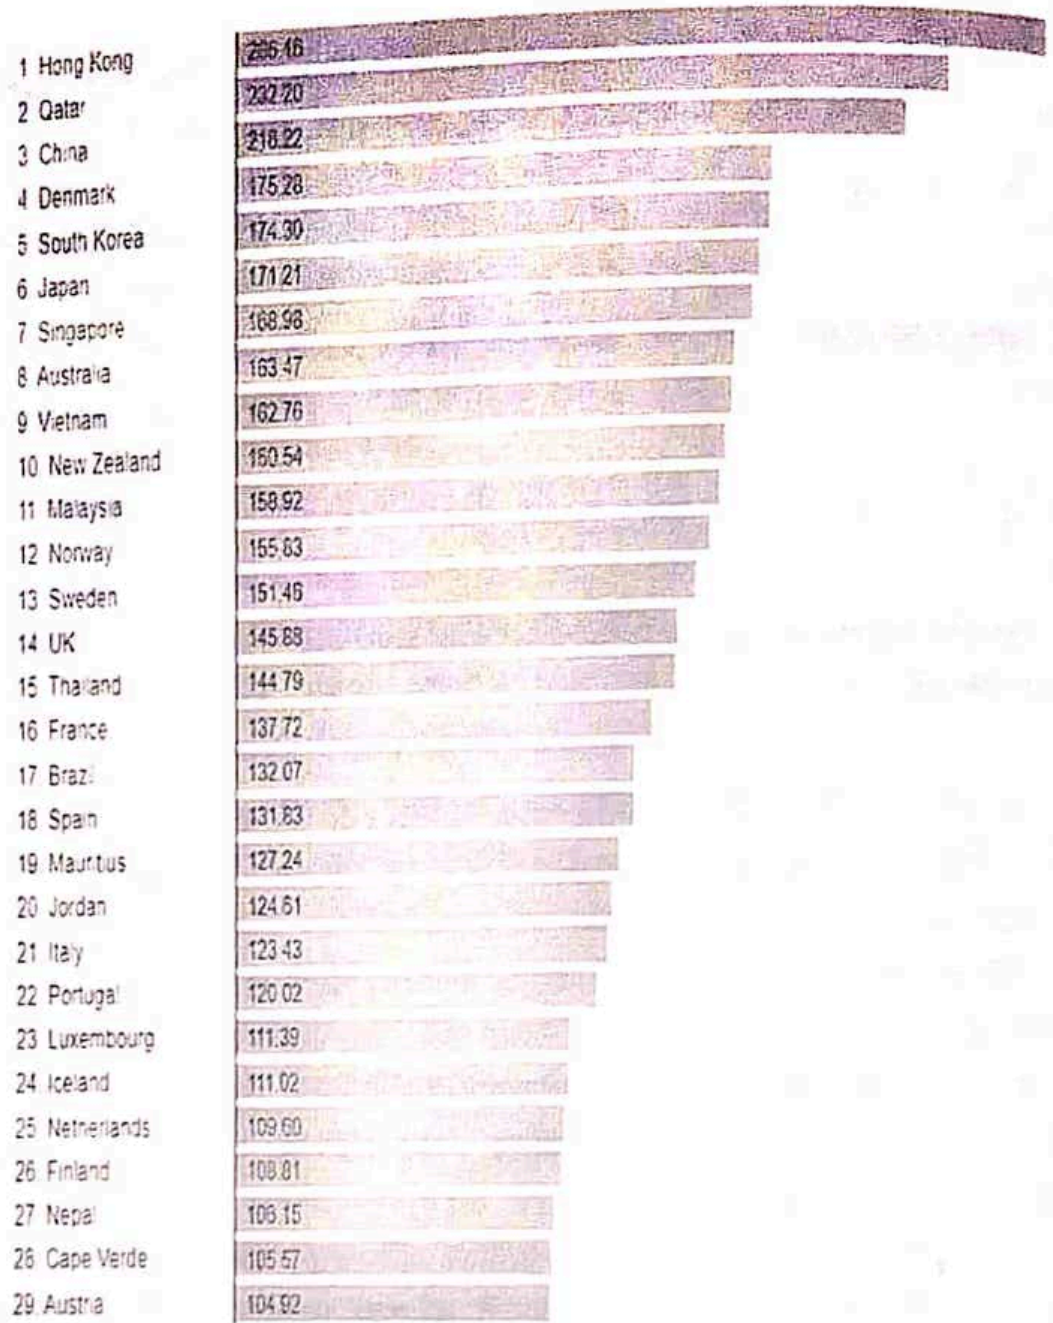 1 Hong Kong
2 Qatar 232.20
3 China 218.22
4 Denmark 175.28
5 South Korea 174.30
6 Japan 171.21
7 Singapore 168.98
8 Australia 163.47
9 Vietnam 162.76
10 New Zealand 160.54
11 Malaysia 158.92
12 Norway 155.83
13 Sweden 151.46
14 UK 145.88
15 Thailand 144.79
16 France 137.72
17 Brazil 132.07
18 Spain 131.83
19 Mauritius 127.24
20 Jordan 124.61
21 Italy 123.43
22 Portugal 120.02
23 Luxembourg 111.39
24 Iceland 111.02
25 Netherlands 109.60
26 Finland 108.81
27 Nepal 106.15
28 Cape Verde 105.67
29 Austria 104.92